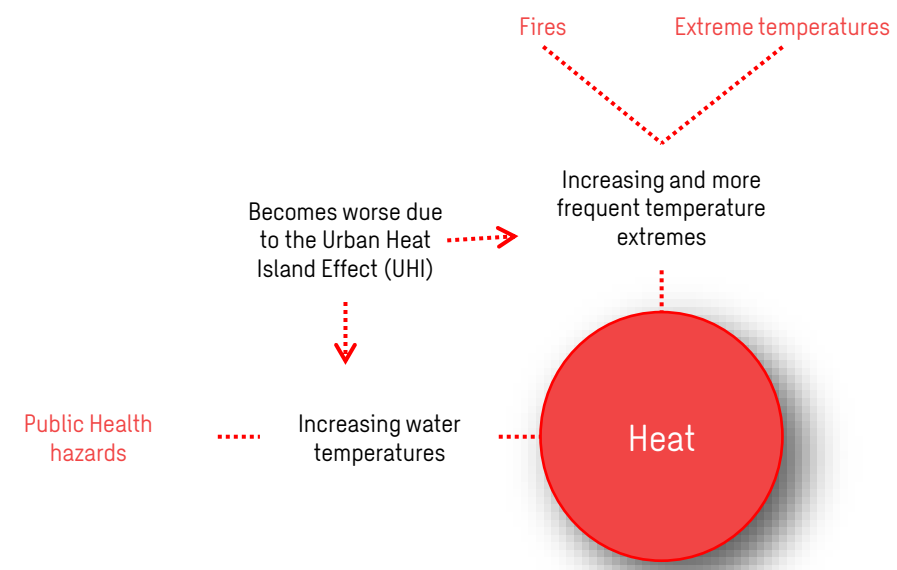 Fires
Extreme temperatures
Increasing and more
frequent temperature
extremes
Becomes worse due
to the Urban Heat
Island Effect (UHI)
Public Health
hazards
Increasing water
temperatures
Heat